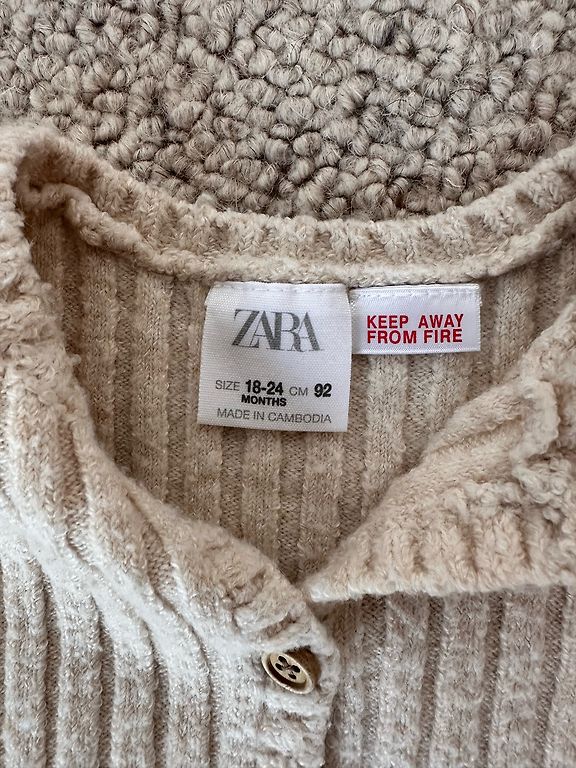 ZARA
SIZE 18-24 CM 92
MONTHS
MADE IN CAMBODIA
KEEP AWAY
FROM FIRE